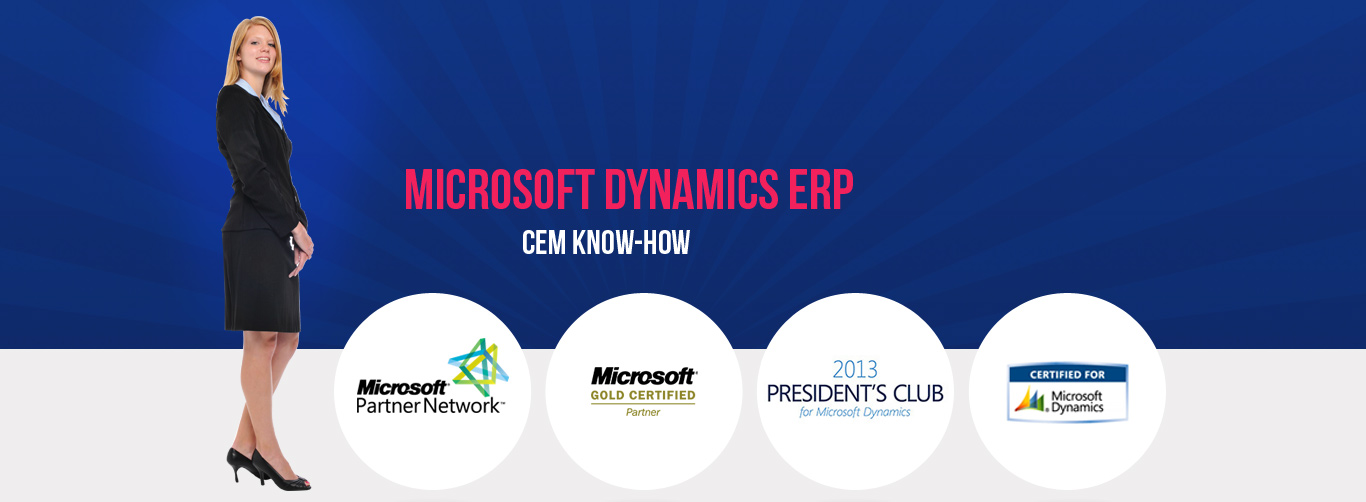 MICROSOFT DYNAMICS ERP
CEM KNOW-HOW
Microsoft®
Partner Network™
Microsoft®
GOLD CERTIFIED
Partner
2013
PRESIDENT'S CLUB
for Microsoft Dynamics
CERTIFIED FOR
Microsoft®
Dynamics